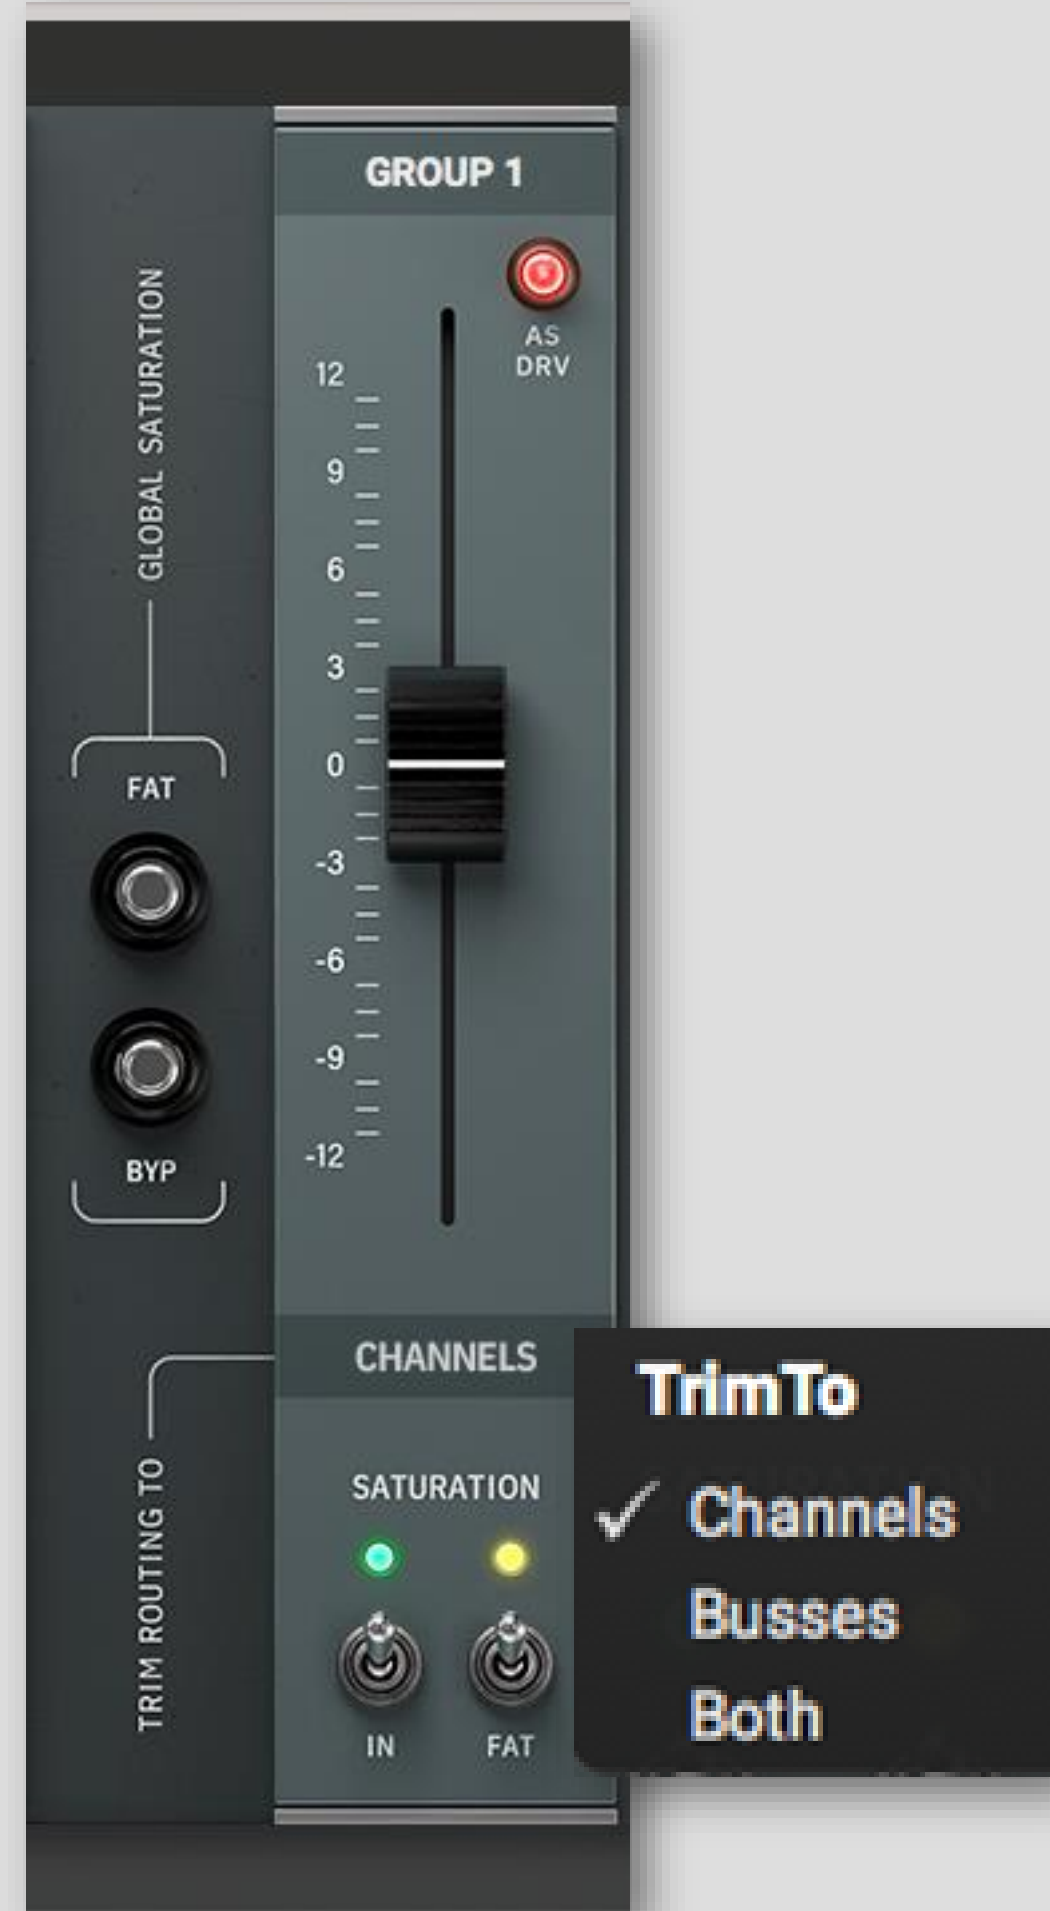 GROUP 1
AS
DRV
GLOBAL SATURATION
12
9
6
3
0
-3
-6
-9
-12
FAT
BYP
CHANNELS
TRIM ROUTING TO
SATURATION
IN
FAT
TrimTo
✓ Channels
Busses
Both